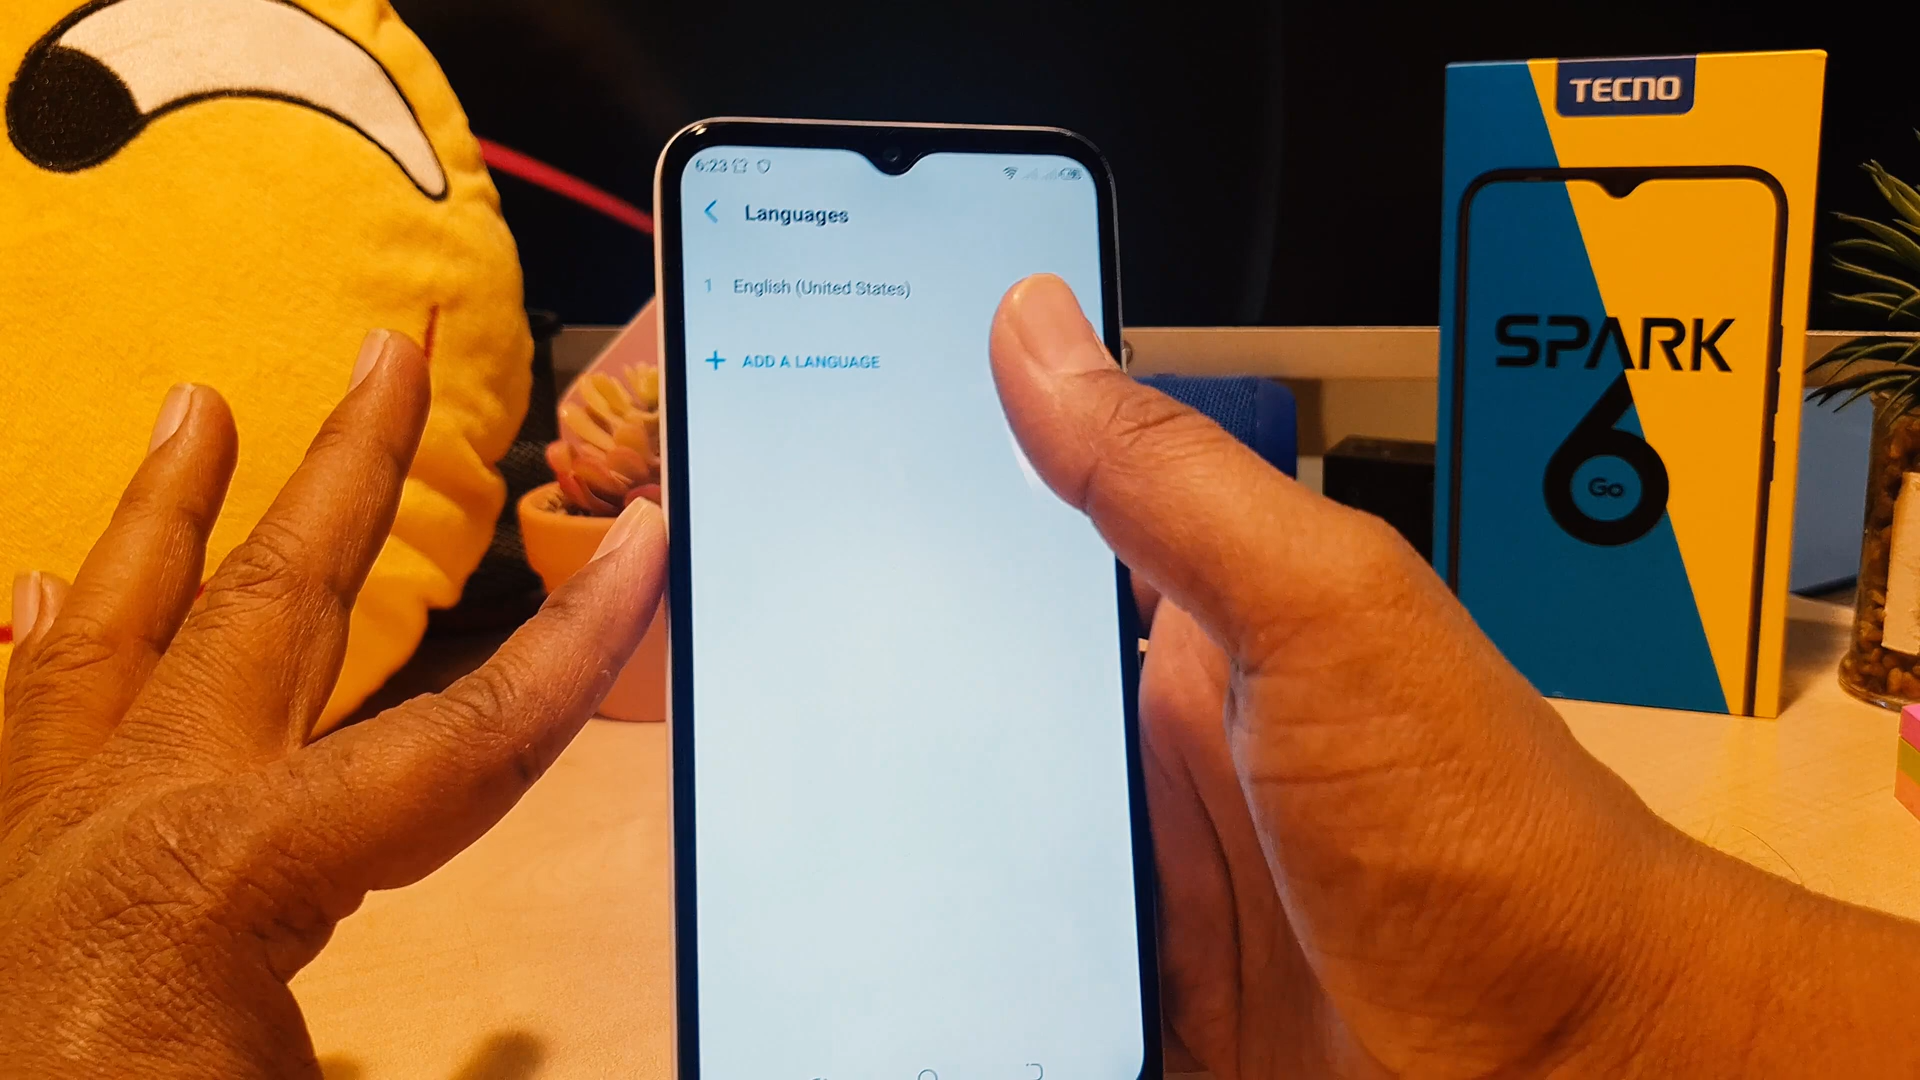 6:23
Languages
1 English (United States)
+ ADD A LANGUAGE
TECNO
SPARK
6
Go